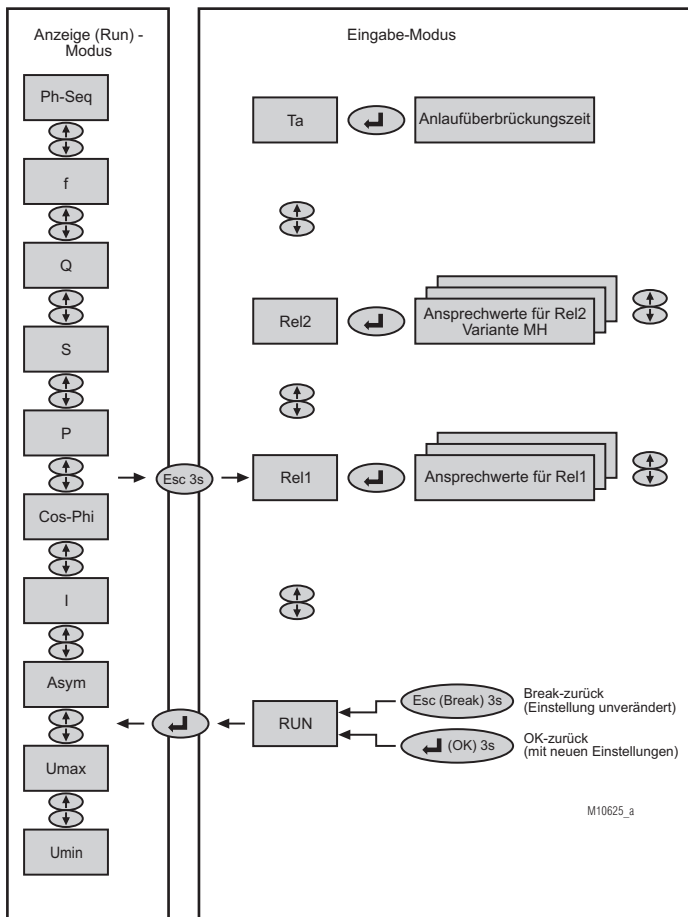 Anzeige (Run) -
Modus
Ph-Seq
f
Q
S
P
Cos-Phi
I
Asym
Umax
Umin
Esc 3s
Eingabe-Modus
Ta
Anlaufüberbrückungszeit
Rel2
Ansprechwerte für Rel2
Variante MH
Rel1
Ansprechwerte für Rel1
RUN
Esc (Break) 3s
Break-zurück
(Einstellung unverändert)
(OK) 3s
OK-zurück
(mit neuen Einstellungen)
M10625_a